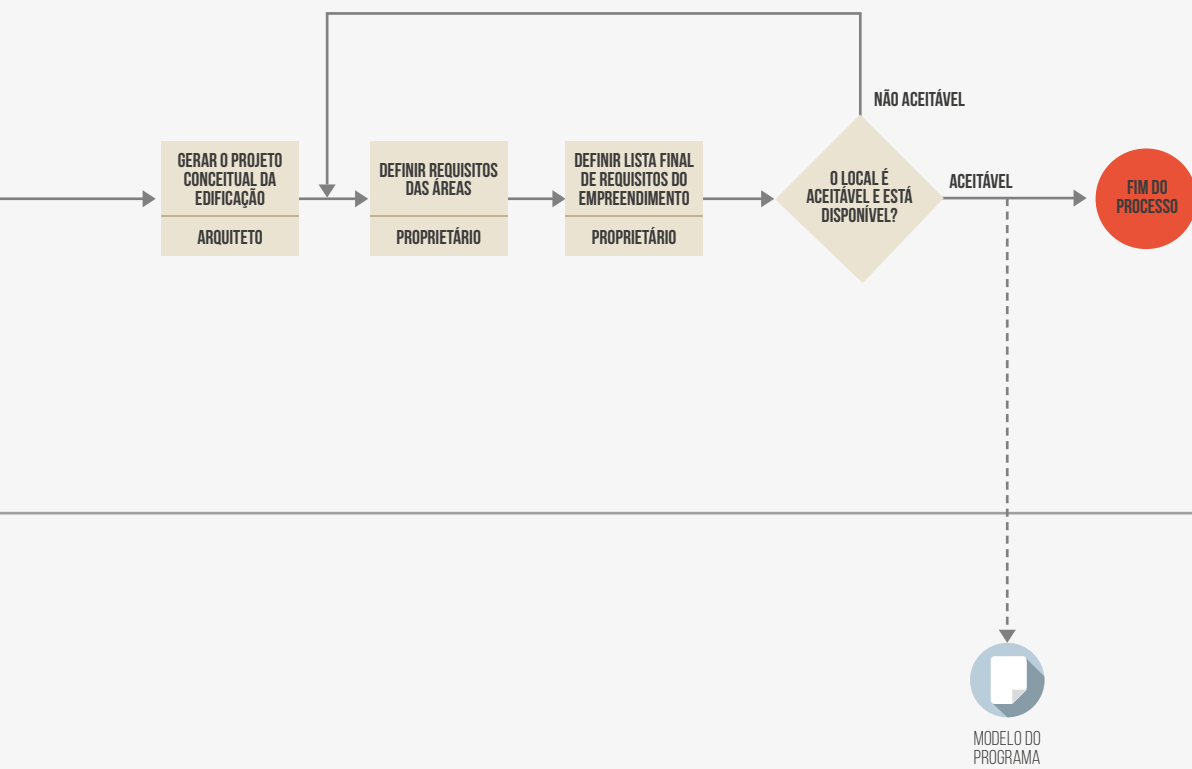 NÃO ACEITÁVEL
GERAR O PROJETO
CONCEITUAL DA
EDIFICAÇÃO
ARQUITETO
DEFINIR REQUISITOS
DAS ÁREAS
PROPRIETÁRIO
DEFINIR LISTA FINAL
DE REQUISITOS DO
EMPREENDIMENTO
PROPRIETÁRIO
O LOCAL É
ACEITÁVEL E ESTÁ
DISPONÍVEL?
ACEITÁVEL
FIM DO
PROCESSO
MODELO DO
PROGRAMA